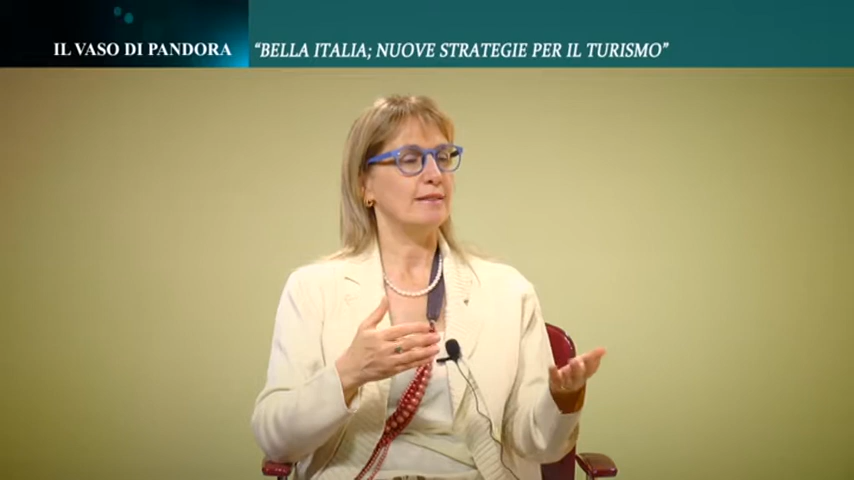 IL VASO DI PANDORA
“BELLA ITALIA; NUOVE STRATEGIE PER IL TURISMO”